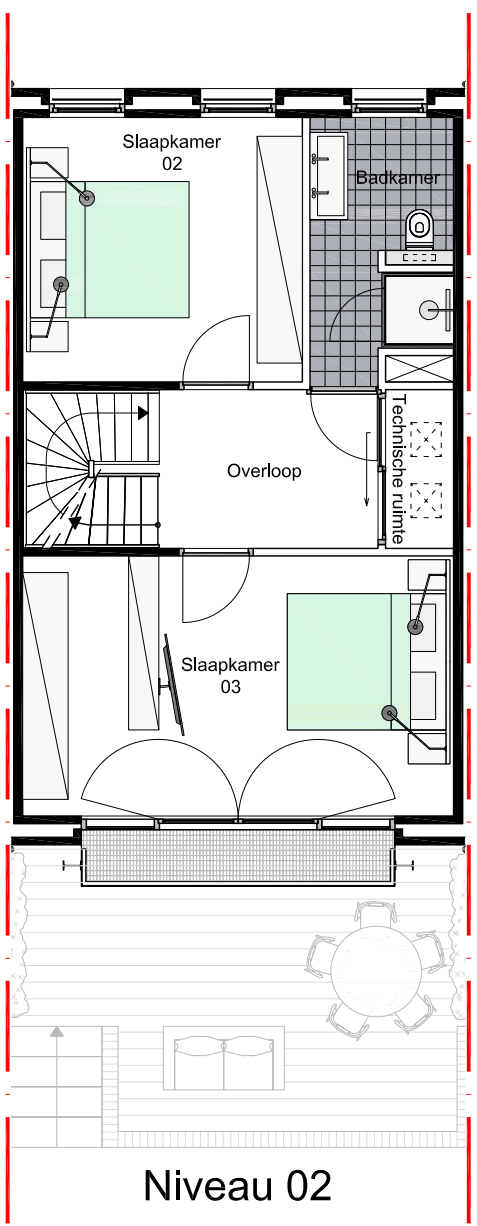 Slaapkamer
02
Badkamer
Technische ruimte
Overloop
Slaapkamer
03
Niveau 02